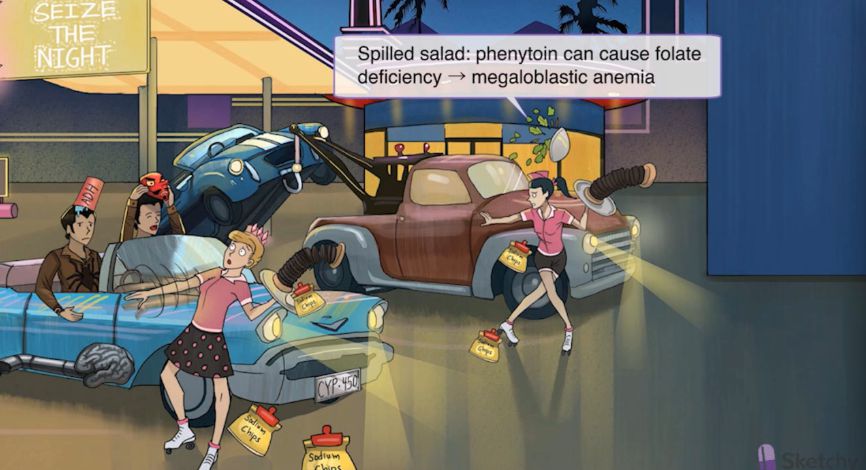 SEIZE
THE
NIGHT
Spilled salad: phenytoin can cause folate
deficiency → megaloblastic anemia
HOT
Sodium
Chips
Sodium
Chips
Sodium
Chips
CYP-450
Sodium
Chips
Sodium
Chips
Sketchy